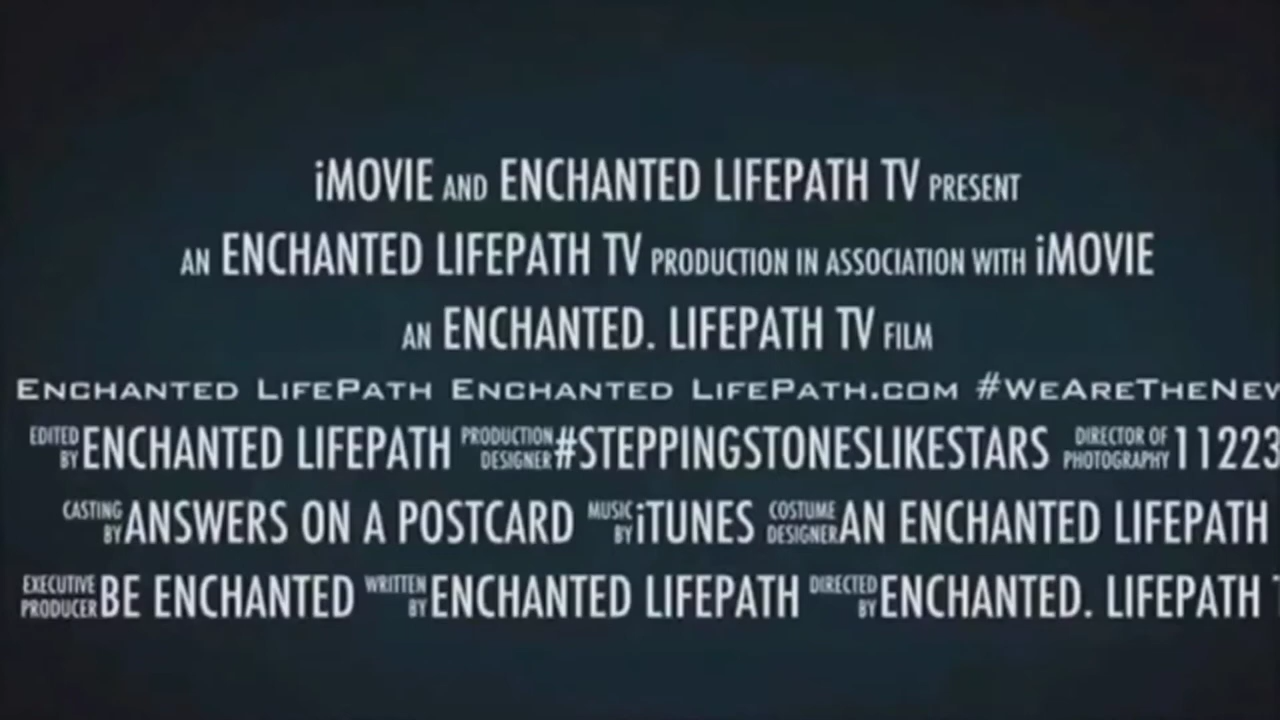 iMOVIE AND ENCHANTED LIFEPATH TV PRESENT
AN ENCHANTED LIFEPATH TV PRODUCTION IN ASSOCIATION WITH iMOVIE
AN ENCHANTED. LIFEPATH TV FILM
ENCHANTED LIFEPATH ENCHANTED LIFEPATH.COM #WEARETHENEW
EDITED BY ENCHANTED LIFEPATH PRODUCTION DESIGNER #STEPPINGSTONESLIKESTARS DIRECTOR OF PHOTOGRAPHY 11223
CASTING BY ANSWERS ON A POSTCARD MUSIC BY iTUNES COSTUME DESIGNER AN ENCHANTED LIFEPATH
EXECUTIVE PRODUCER BE ENCHANTED WRITTEN BY ENCHANTED LIFEPATH DIRECTED BY ENCHANTED. LIFEPATH